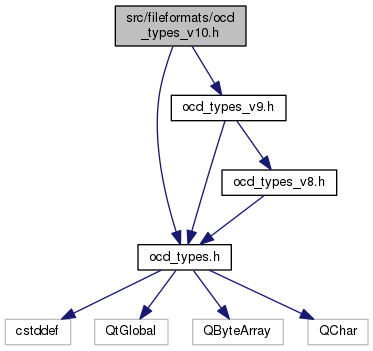 src/fileformats/ocd
_types_v10.h
ocd_types_v9.h
ocd_types_v8.h
ocd_types.h
cstddef
QtGlobal
QByteArray
QChar